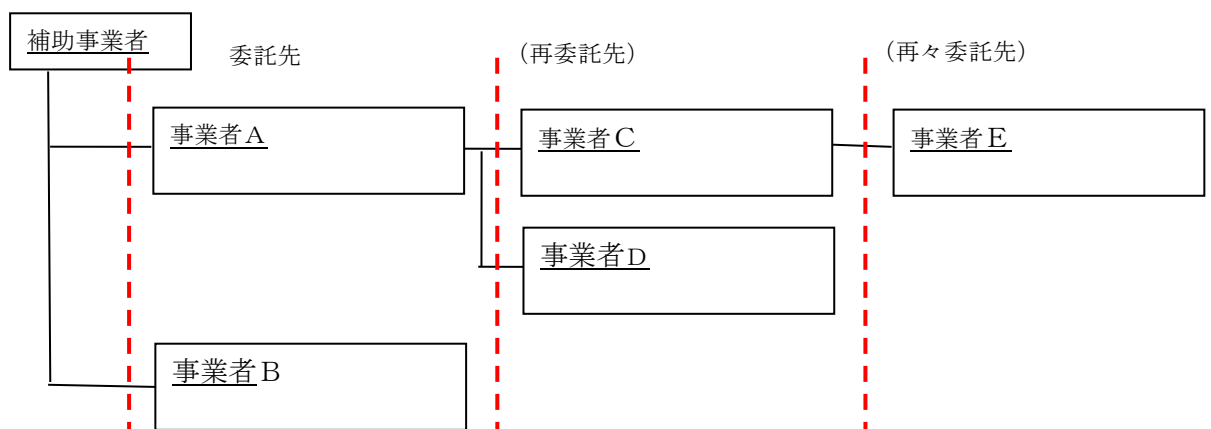 補助事業者
委託先
(再委託先)
(再々委託先)
事業者A
事業者C
事業者E
事業者D
事業者B